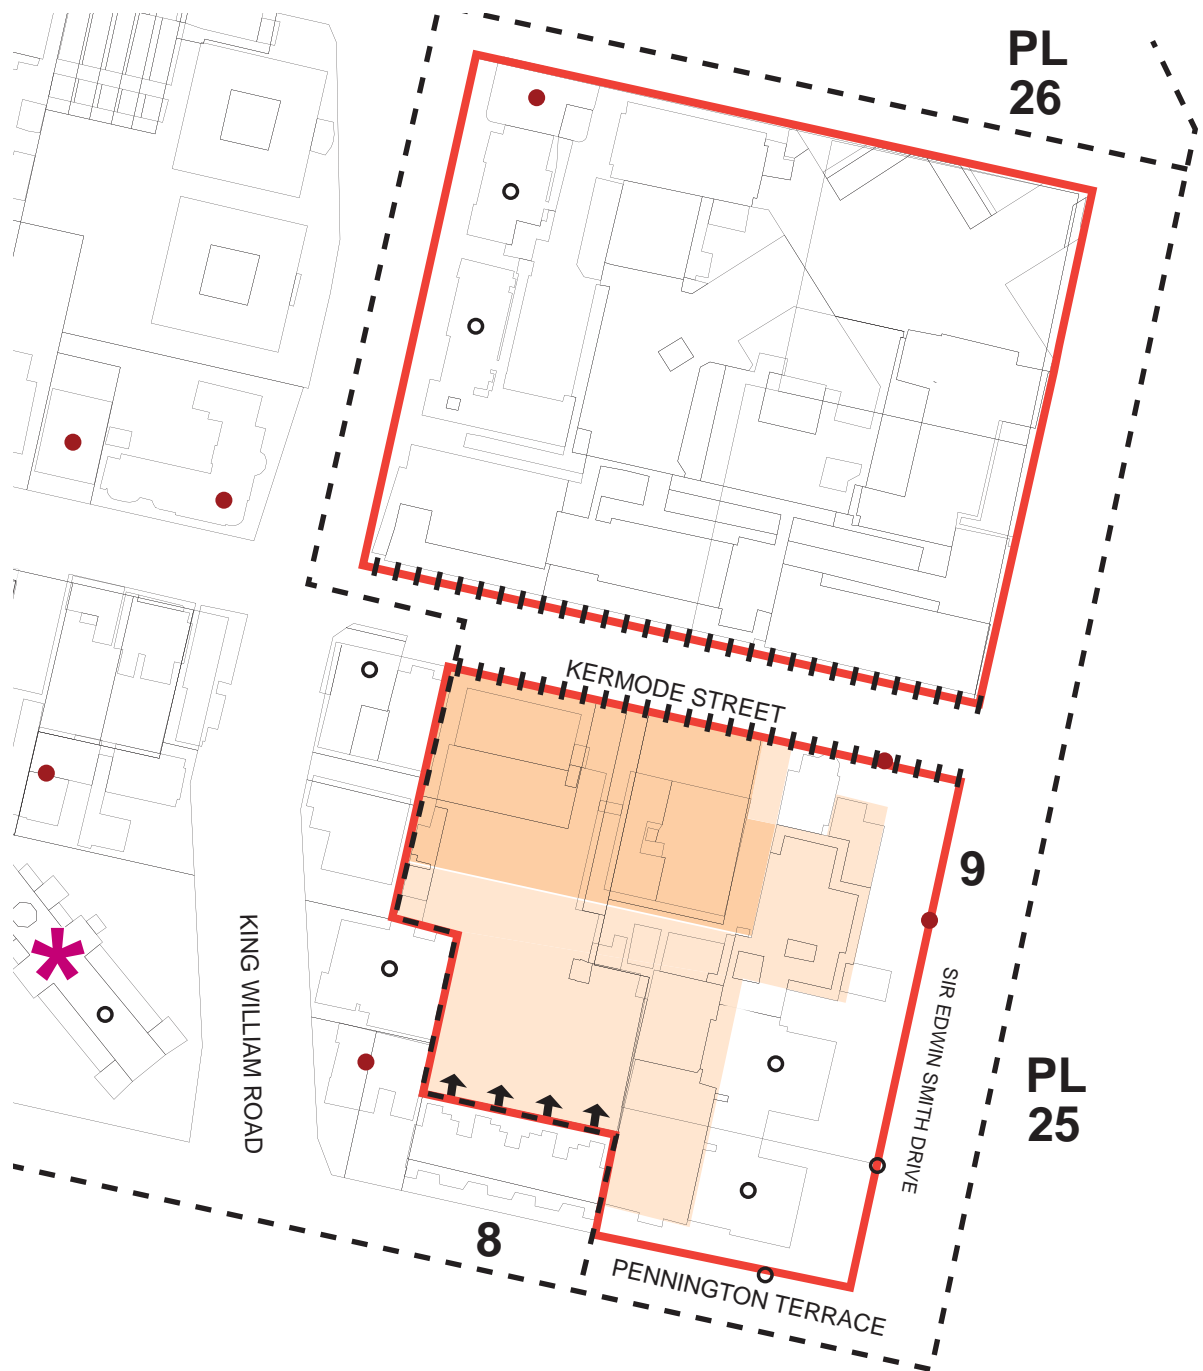 PL
26
KERMODE STREET
9
KING WILLIAM ROAD
SIR EDWIN SMITH DRIVE
PL
25
8
PENNINGTON TERRACE